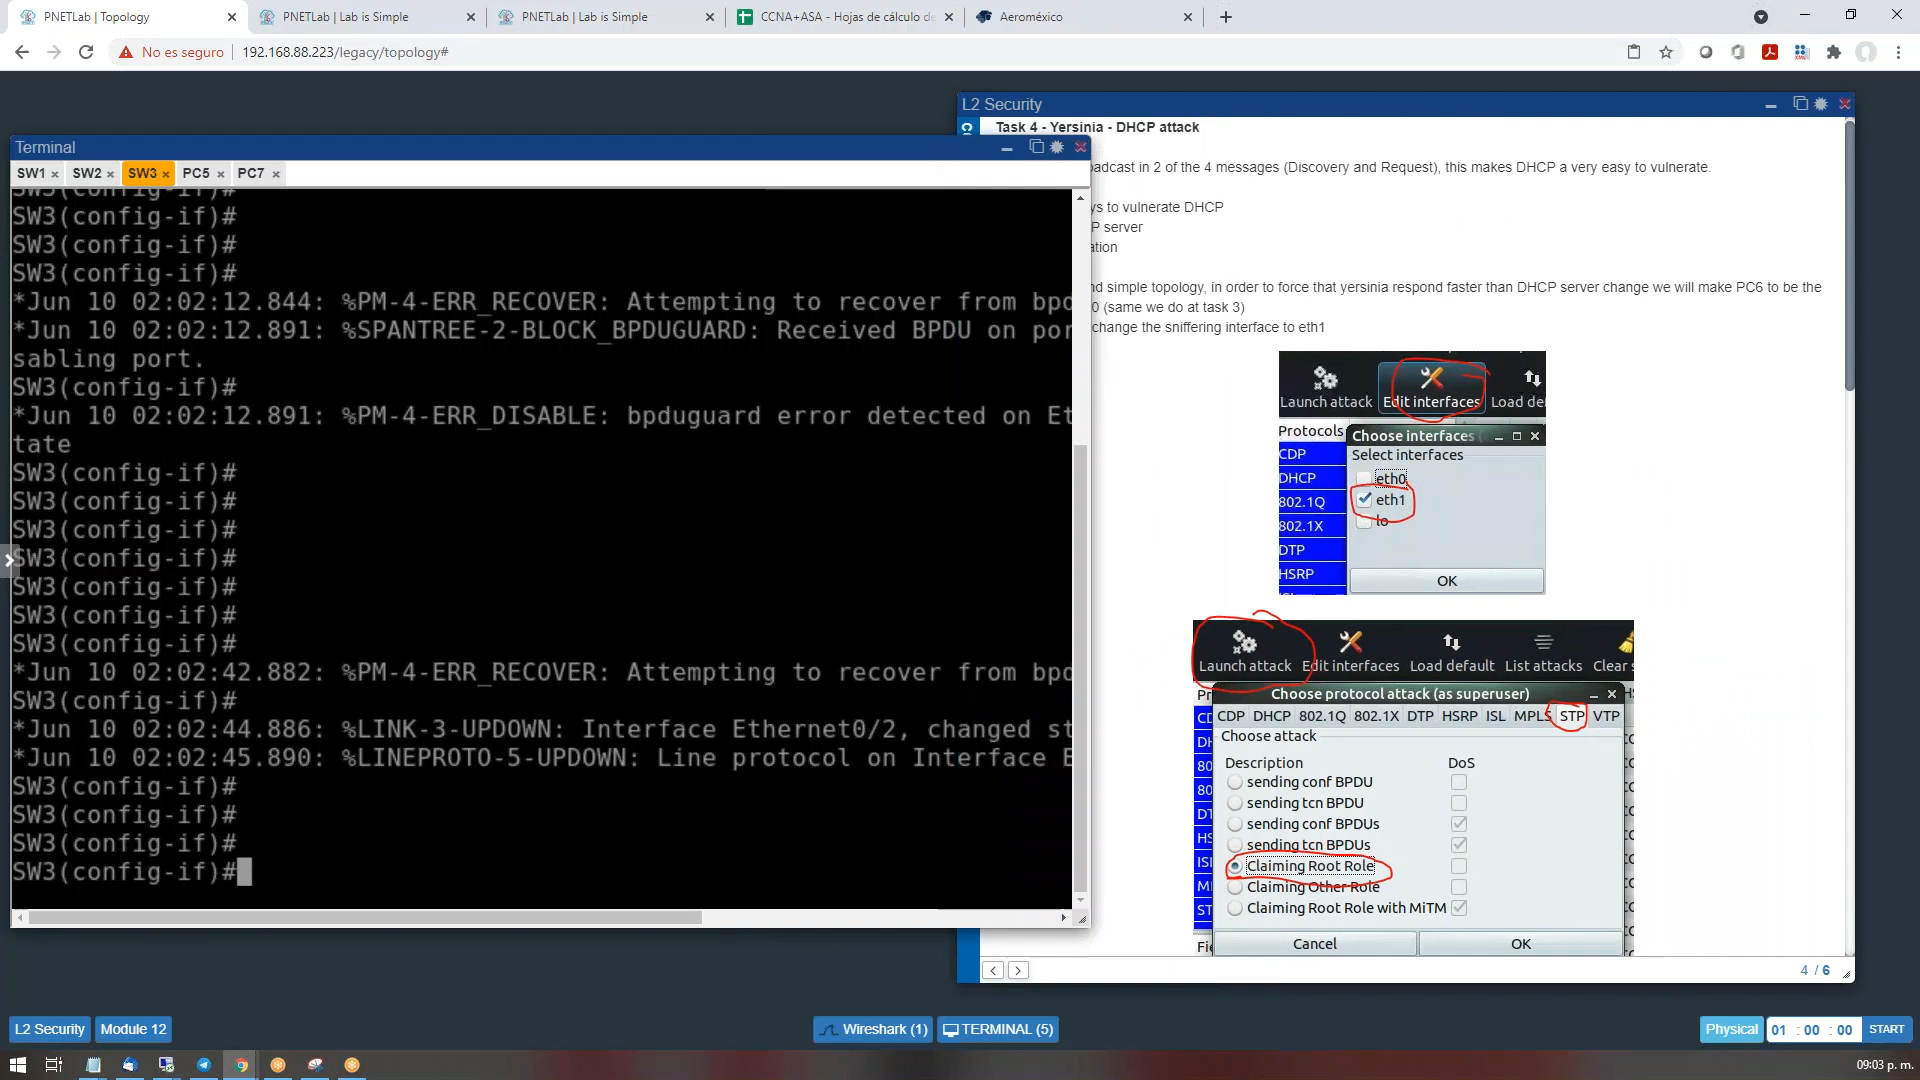 PNETLab | Topology
PNETLab | Lab is Simple
PNETLab | Lab is Simple
CCNA+ASA - Hojas de cálculo de
Aeroméxico
No es seguro
192.168.88.223/legacy/topology#
L2 Security
Task 4 - Yersinia - DHCP attack
oadcast in 2 of the 4 messages (Discovery and Request), this makes DHCP a very easy to vulnerate.
ys to vulnerate DHCP
P server
ation
nd simple topology, in order to force that yersinia respond faster than DHCP server change we will make PC6 to be the
0 (same we do at task 3)
change the sniffering interface to eth1
Launch attack
Edit interfaces
Load de
Protocols
CDP
DHCP
802.1Q
802.1X
DTP
HSRP
Choose interfaces
Select interfaces
eth0
eth1
lo
OK
Launch attack
Edit interfaces
Load default
List attacks
Clear s
Choose protocol attack (as superuser)
CDP DHCP 802.1Q 802.1X DTP HSRP ISL MPLS STP VTP
Choose attack
Description DoS
sending conf BPDU
sending tcn BPDU
sending conf BPDUs
sending tcn BPDUs
Claiming Root Role
Claiming Other Role
Claiming Root Role with MiTM
Cancel
OK
4 / 6
Terminal
SW1 SW2 SW3 PC5 PC7
SW3(config-if)#
SW3(config-if)#
SW3(config-if)#
SW3(config-if)#
*Jun 10 02:02:12.844: %PM-4-ERR_RECOVER: Attempting to recover from bpd
*Jun 10 02:02:12.891: %SPANTREE-2-BLOCK_BPDUGUARD: Received BPDU on por
sabling port.
SW3(config-if)#
*Jun 10 02:02:12.891: %PM-4-ERR_DISABLE: bpduguard error detected on Et
tate
SW3(config-if)#
SW3(config-if)#
SW3(config-if)#
SW3(config-if)#
SW3(config-if)#
SW3(config-if)#
SW3(config-if)#
*Jun 10 02:02:42.882: %PM-4-ERR_RECOVER: Attempting to recover from bpd
SW3(config-if)#
*Jun 10 02:02:44.886: %LINK-3-UPDOWN: Interface Ethernet0/2, changed st
*Jun 10 02:02:45.890: %LINEPROTO-5-UPDOWN: Line protocol on Interface E
SW3(config-if)#
SW3(config-if)#
SW3(config-if)#
SW3(config-if)#
L2 Security
Module 12
Wireshark (1)
TERMINAL (5)
Physical
01 : 00 : 00
START
09:03 p. m.